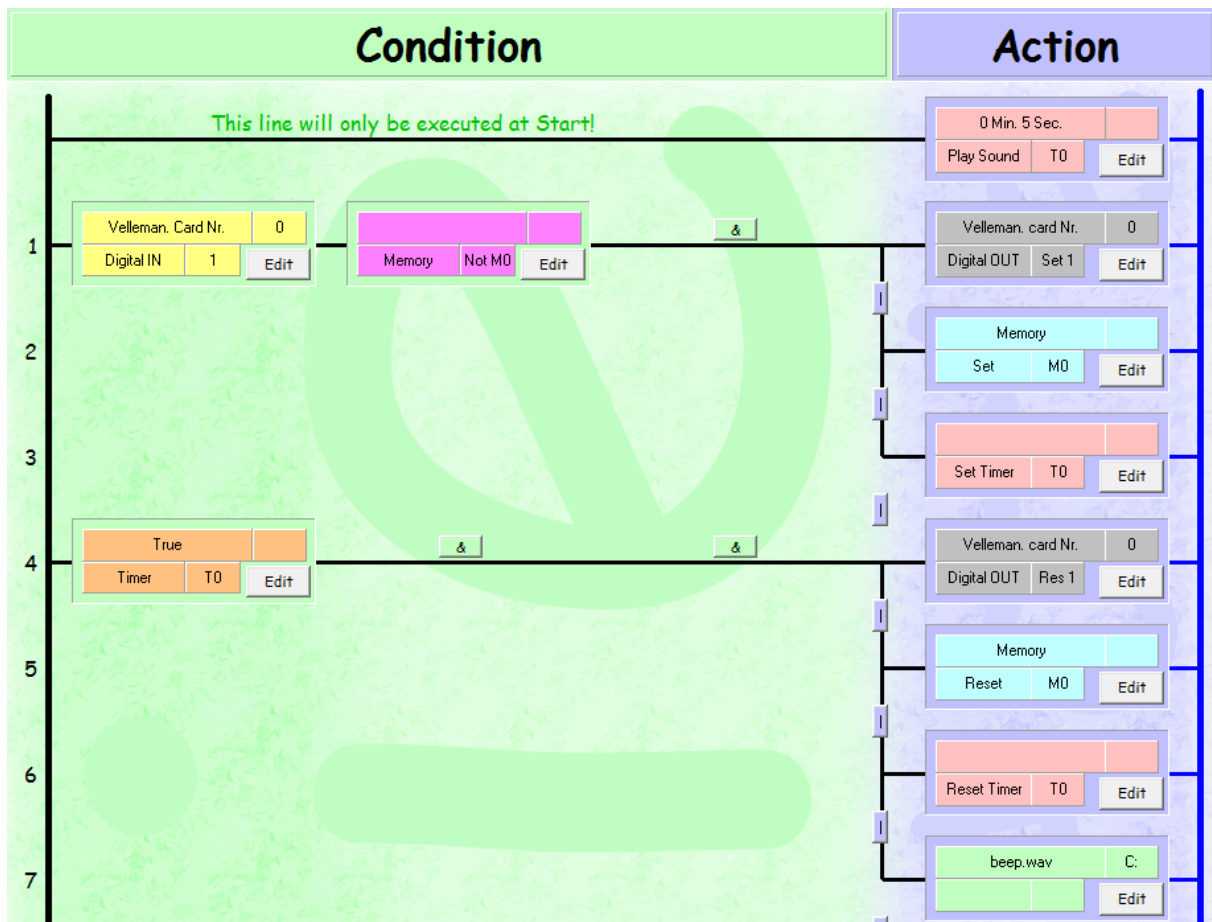 Condition Action
This line will only be executed at Start!
0 Min. 5 Sec.
Play Sound T0 Edit
1 Velleman. Card Nr. 0 & Velleman. card Nr. 0
Digital IN 1 Edit Memory Not M0 Edit Digital OUT Set 1 Edit
|
2 Memory
Set M0 Edit
|
3 Set Timer T0 Edit
|
4 True & & Velleman. card Nr. 0
Timer T0 Edit Digital OUT Res 1 Edit
|
5 Memory
Reset M0 Edit
|
6 Reset Timer T0 Edit
|
7 beep.wav C:
Edit